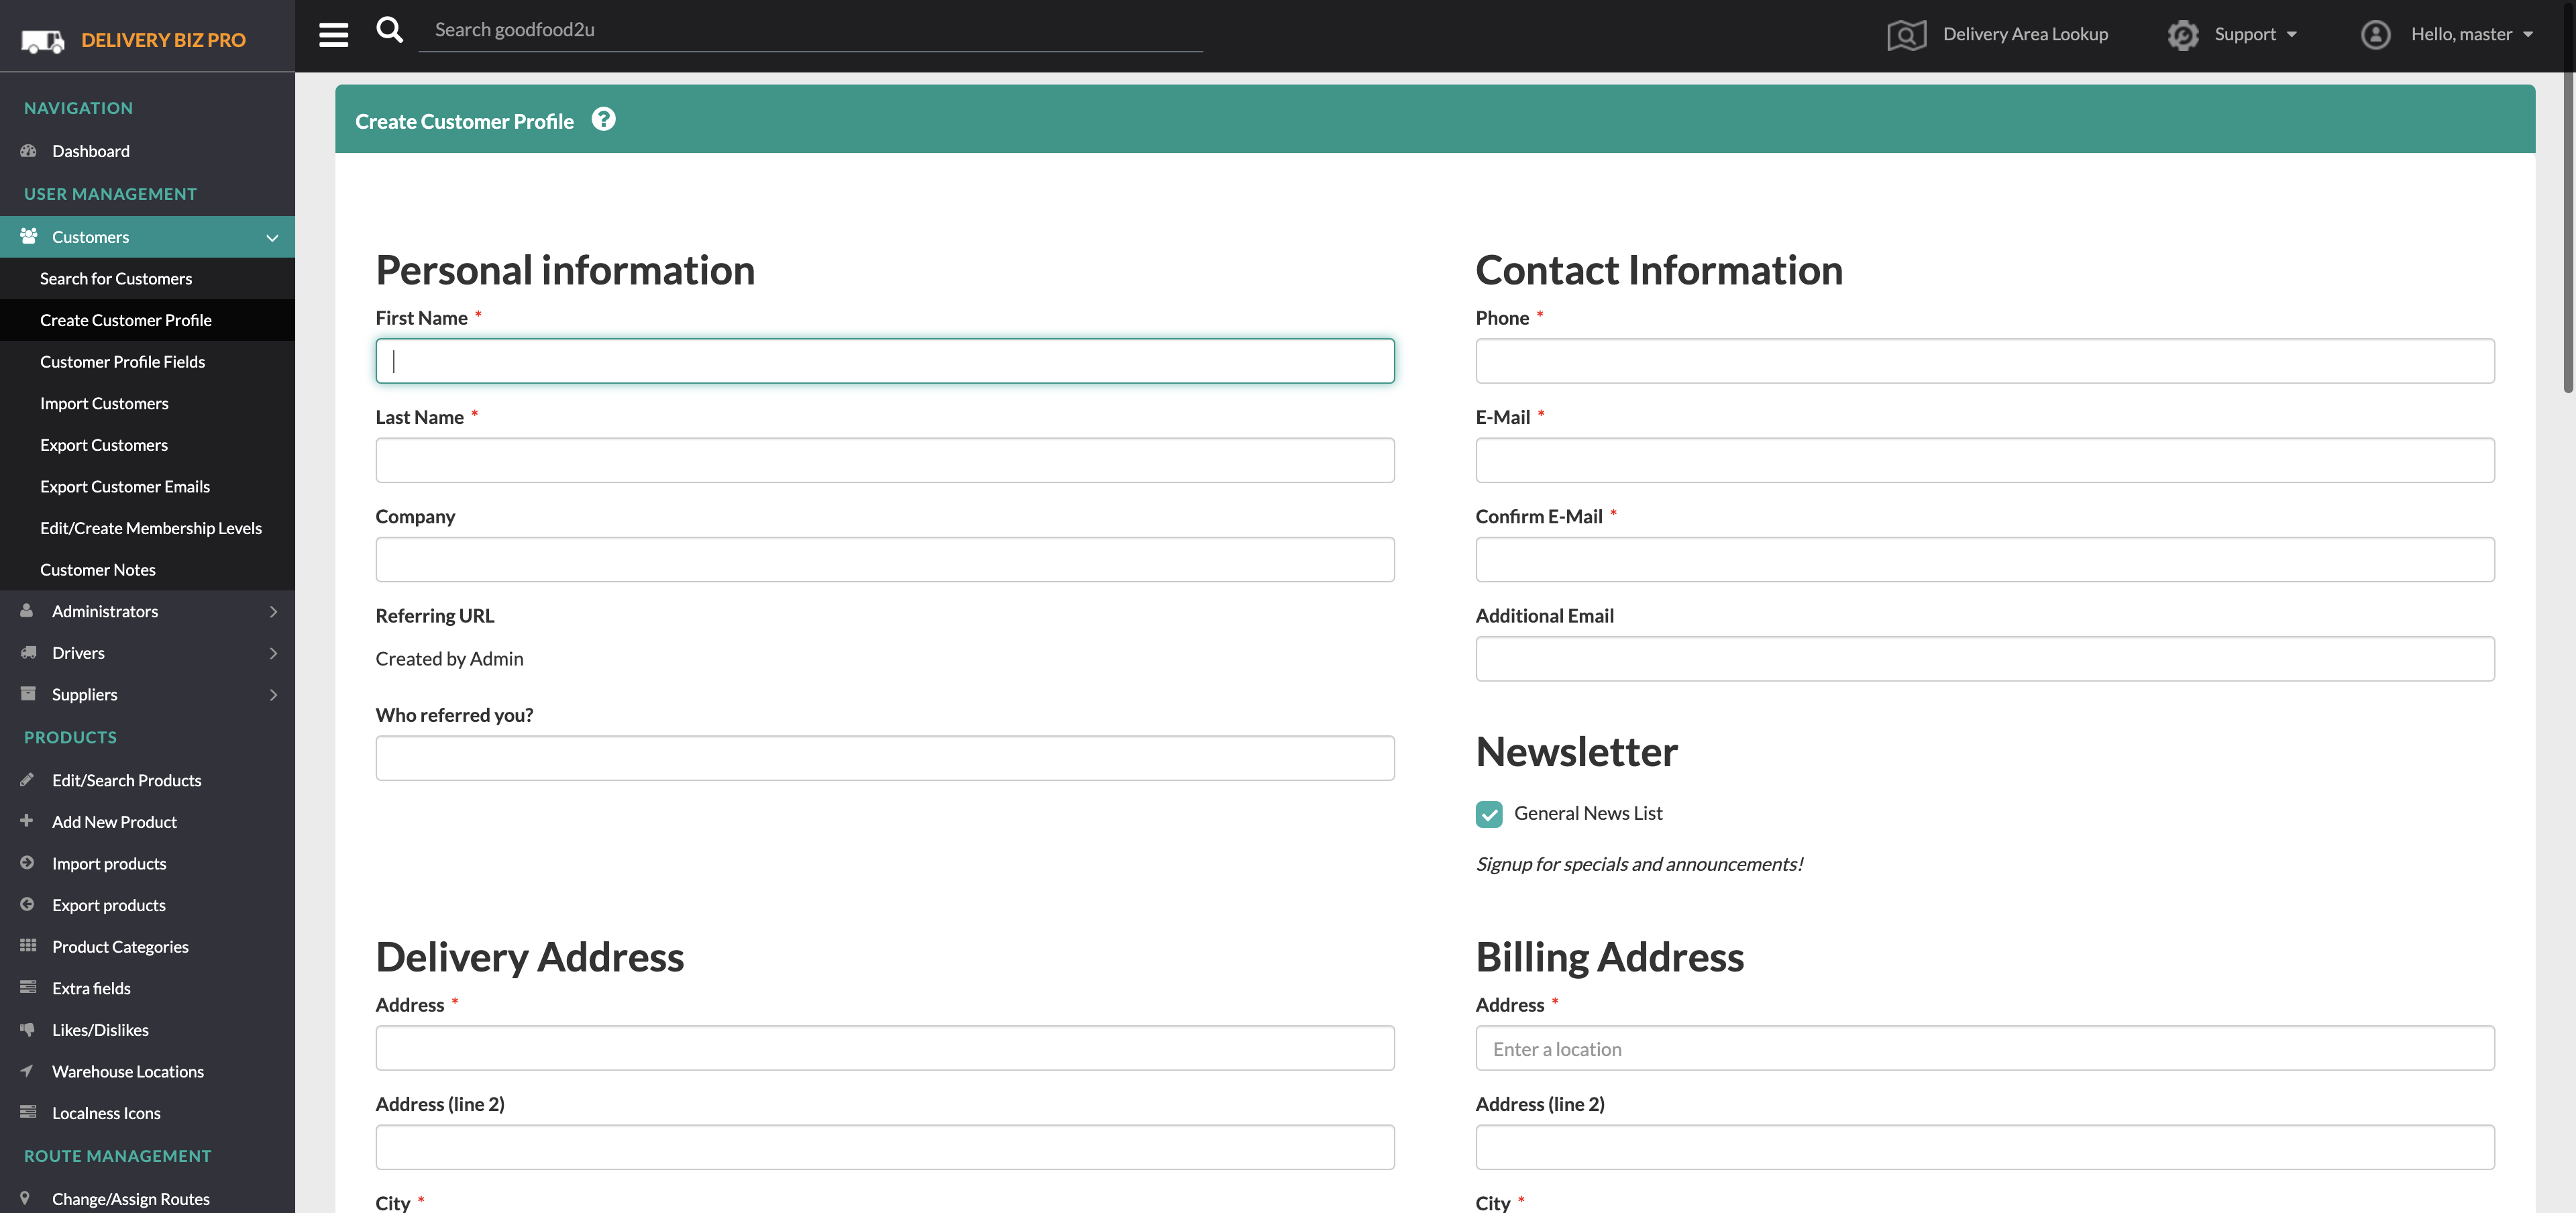 DELIVERY BIZ PRO
Search goodfood2u
Delivery Area Lookup
Support
Hello, master
NAVIGATION
Dashboard
USER MANAGEMENT
Customers
Search for Customers
Create Customer Profile
Customer Profile Fields
Import Customers
Export Customers
Export Customer Emails
Edit/Create Membership Levels
Customer Notes
Administrators
Drivers
Suppliers
PRODUCTS
Edit/Search Products
Add New Product
Import products
Export products
Product Categories
Extra fields
Likes/Dislikes
Warehouse Locations
Localness Icons
ROUTE MANAGEMENT
Change/Assign Routes
Create Customer Profile ?
Personal information
First Name *
Last Name *
Company
Referring URL
Created by Admin
Who referred you?
Contact Information
Phone *
E-Mail *
Confirm E-Mail *
Additional Email
Newsletter
General News List
Signup for specials and announcements!
Delivery Address
Address *
Address (line 2)
City *
Billing Address
Address *
Enter a location
Address (line 2)
City *